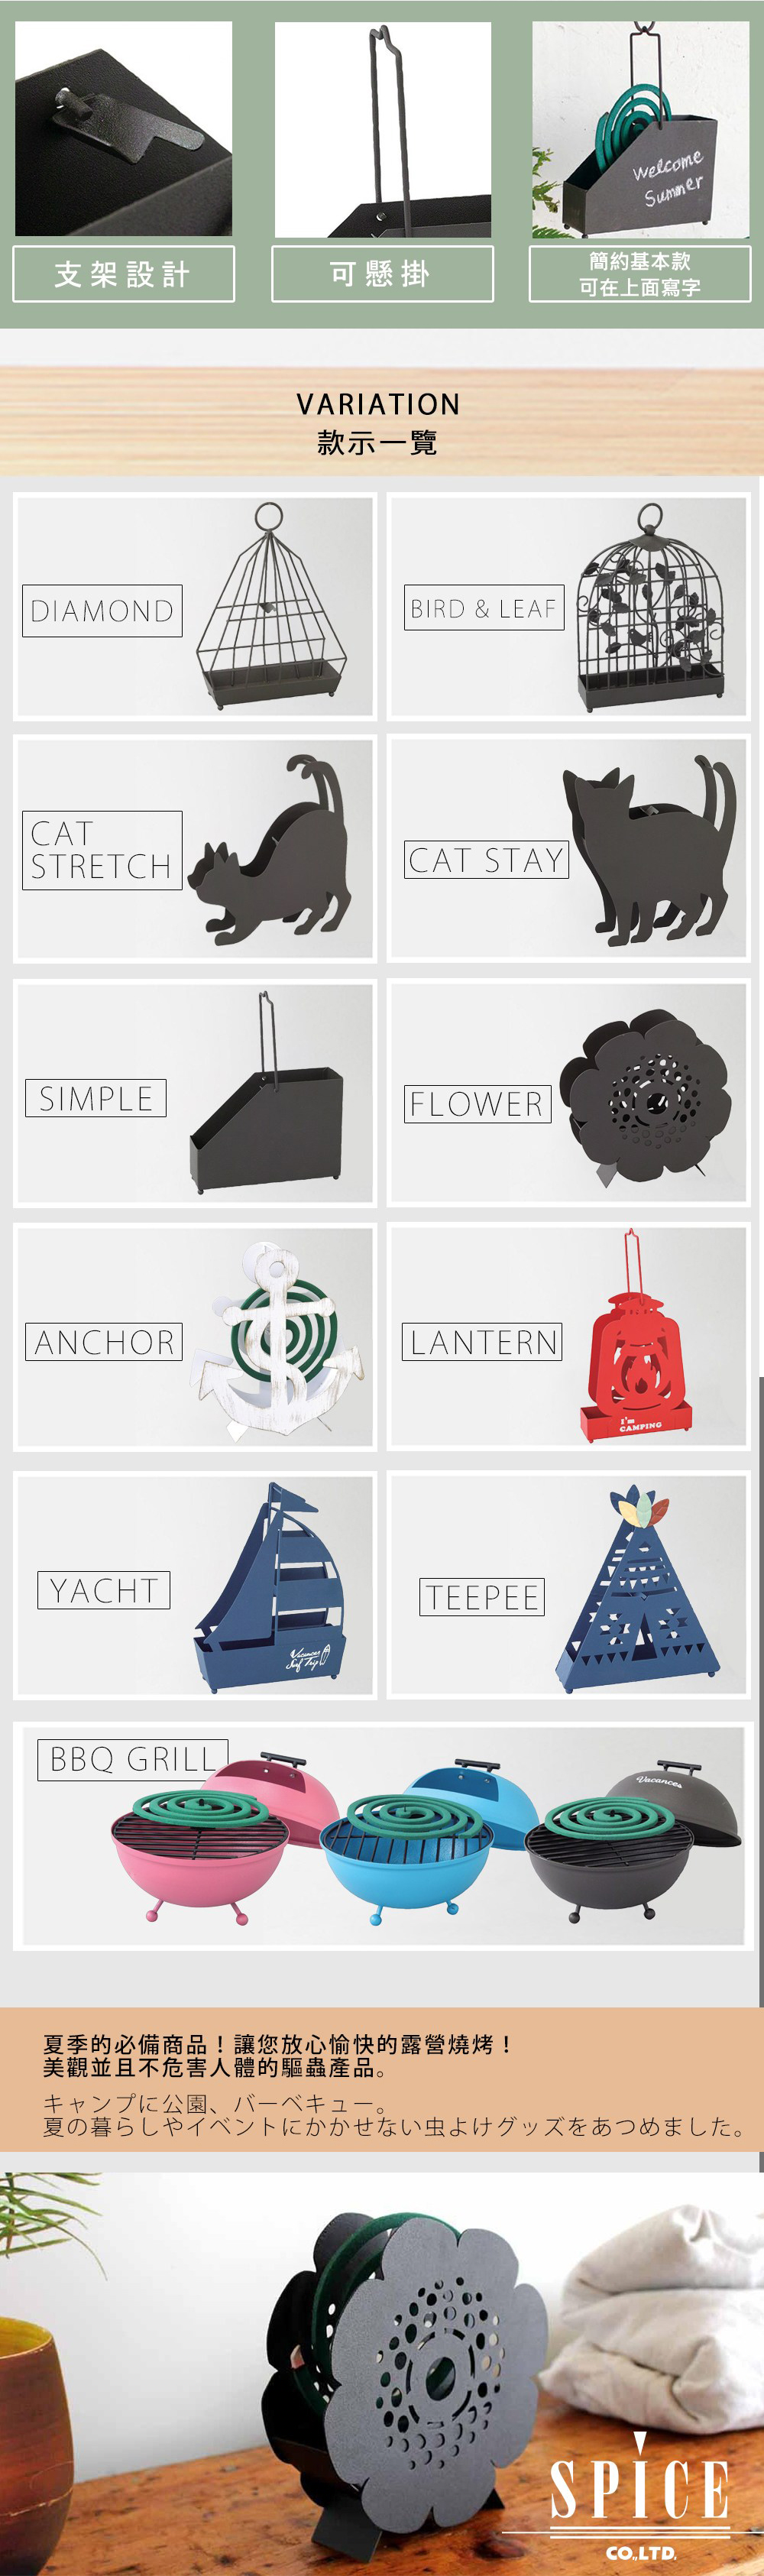 Welcome
Summer
支架設計
可懸掛
簡約基本款
可在上面寫字
VARIATION
款示一覽
DIAMOND
BIRD & LEAF
CAT
STRETCH
CAT STAY
SIMPLE
FLOWER
ANCHOR
LANTERN
I'm
CAMPING
YACHT
Vacances
Surf Trip
TEEPEE
BBQ GRILL
Vacances
夏季的必備商品！讓您放心愉快的露營燒烤！
美觀並且不危害人體的驅蟲產品。
キャンプに公園、バーベキュー。
夏の暮らしやイベントにかかせない虫よけグッズをあつめました。
SPICE
CO.,LTD.